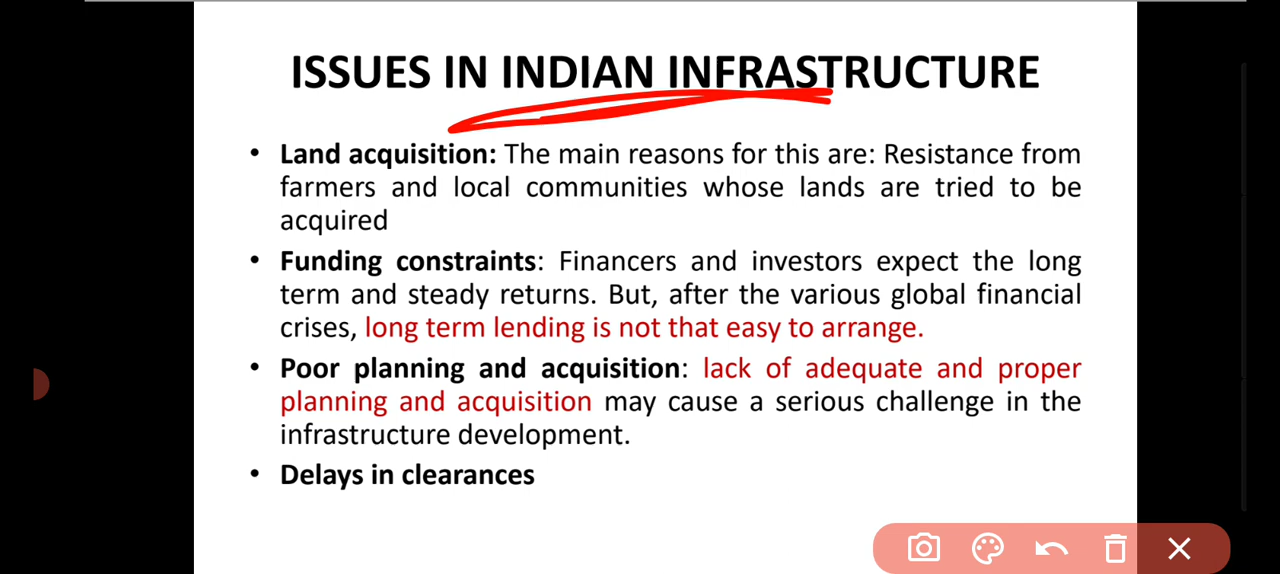 ISSUES IN INDIAN INFRASTRUCTURE
• Land acquisition: The main reasons for this are: Resistance from
farmers and local communities whose lands are tried to be
acquired
• Funding constraints: Financers and investors expect the long
term and steady returns. But, after the various global financial
crises, long term lending is not that easy to arrange.
• Poor planning and acquisition: lack of adequate and proper
planning and acquisition may cause a serious challenge in the
infrastructure development.
• Delays in clearances